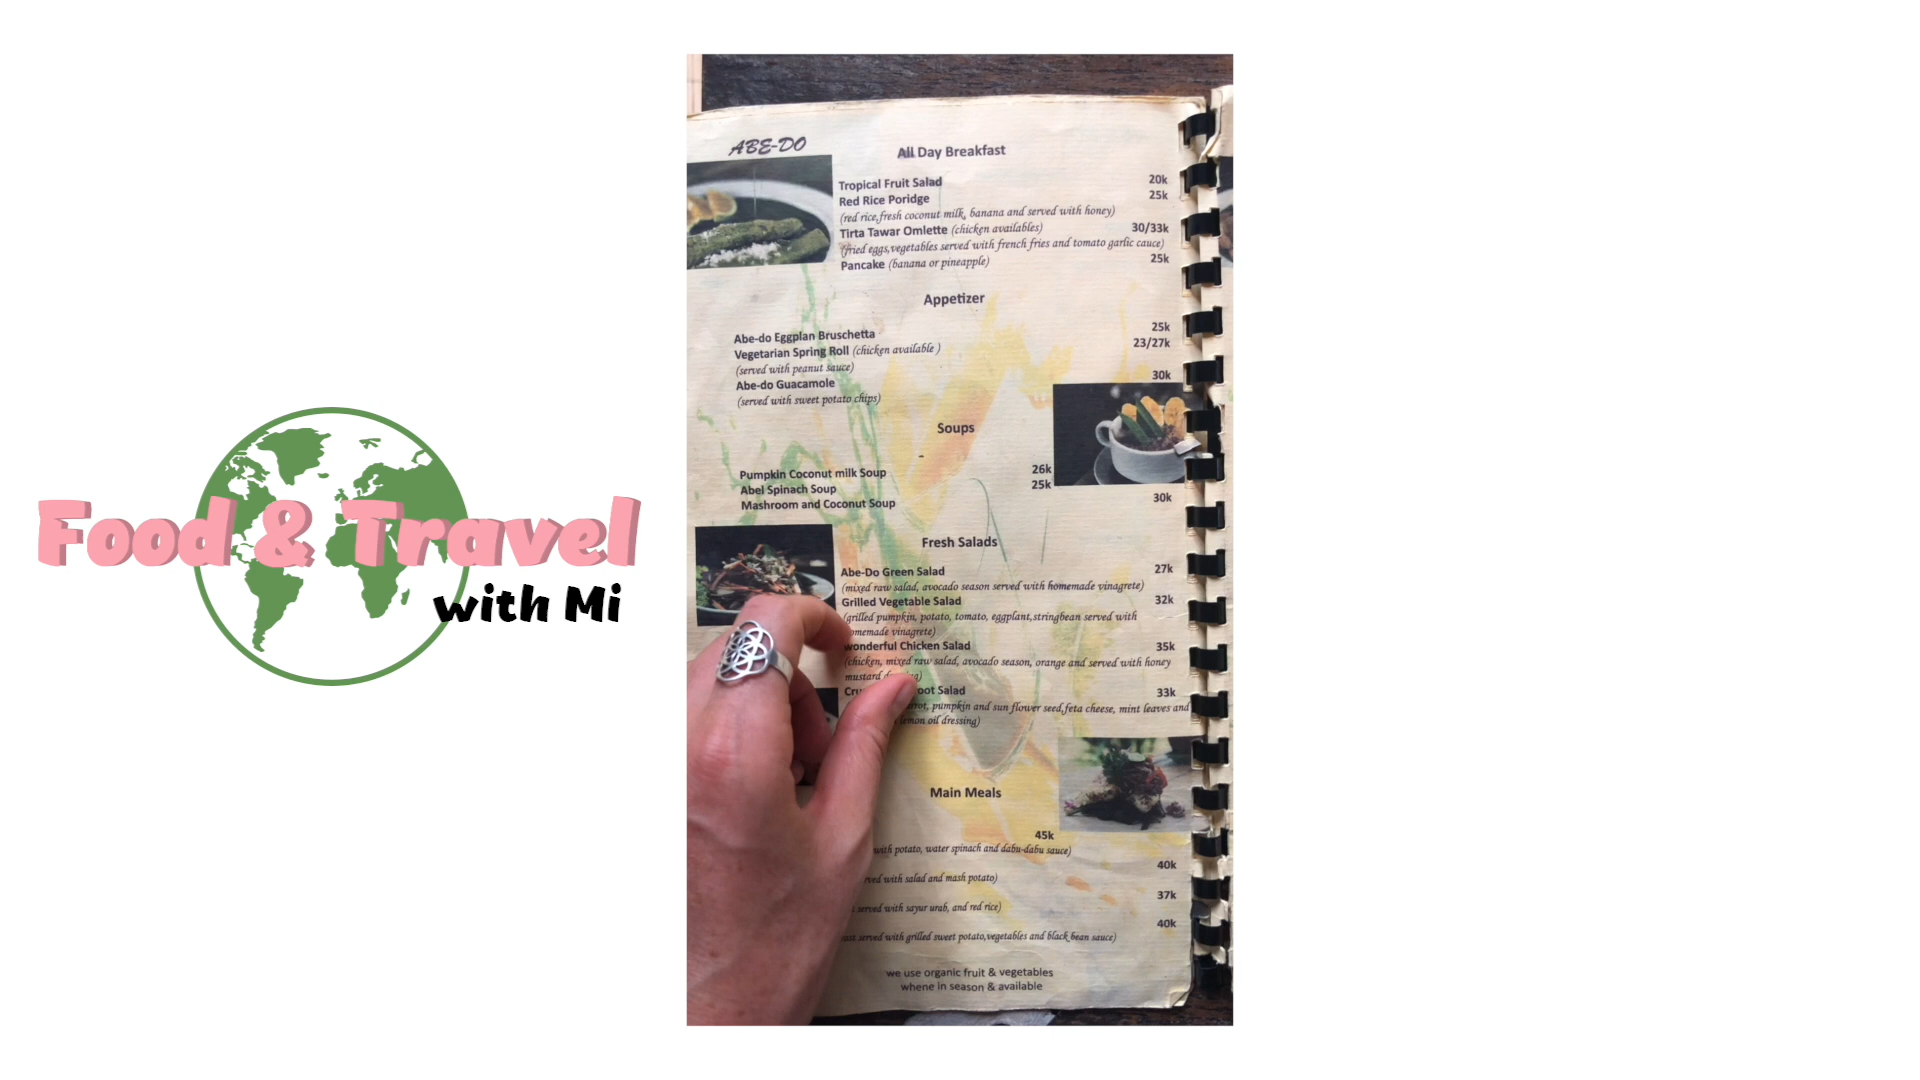 Food & Travel
with Mi
ABE-DO
All Day Breakfast
Tropical Fruit Salad 20k
Red Rice Poridge 25k
(red rice,fresh coconut milk, banana and served with honey)
Tirta Tawar Omlette (chicken availables) 30/33k
(fried eggs,vegetables served with french fries and tomato garlic cauce)
Pancake (banana or pineapple) 25k
Appetizer
Abe-do Eggplan Bruschetta 25k
Vegetarian Spring Roll (chicken available ) 23/27k
(served with peanut sauce)
Abe-do Guacamole 30k
(served with sweet potato chips)
Soups
Pumpkin Coconut milk Soup 26k
Abel Spinach Soup 25k
Mashroom and Coconut Soup 30k
Fresh Salads
Abe-Do Green Salad 27k
(mixed raw salad, avocado season served with homemade vinagrete)
Grilled Vegetable Salad 32k
(grilled pumpkin, potato, tomato, eggplant,stringbean served with
homemade vinagrete)
wonderful Chicken Salad 35k
(chicken, mixed raw salad, avocado season, orange and served with honey
mustard
Salad 33k
pumpkin and sun flower seed,feta cheese, mint leaves and
lemon oil dressing)
Main Meals
45k
with potato, water spinach and dabu-dabu sauce)
40k
with salad and mash potato)
37k
served with sayur urab, and red rice)
40k
served with grilled sweet potato,vegetables and black bean sauce)
we use organic fruit & vegetables
whene in season & available